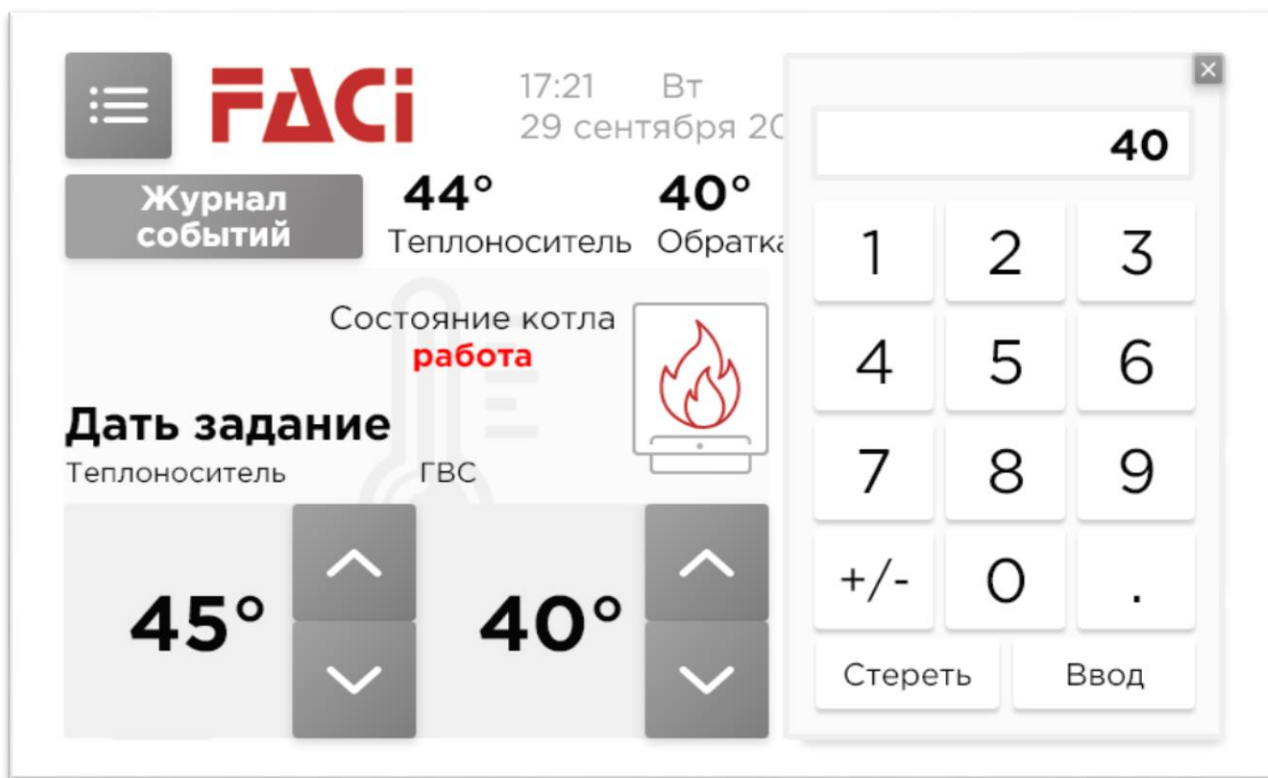 FACi
17:21 Вт
29 сентября 20
Журнал
событий
44°
Теплоноситель
40°
Обратка
Состояние котла
работа
Дать задание
Теплоноситель
ГВС
45°
40°
40
1 2 3
4 5 6
7 8 9
+/- 0 .
Стереть Ввод